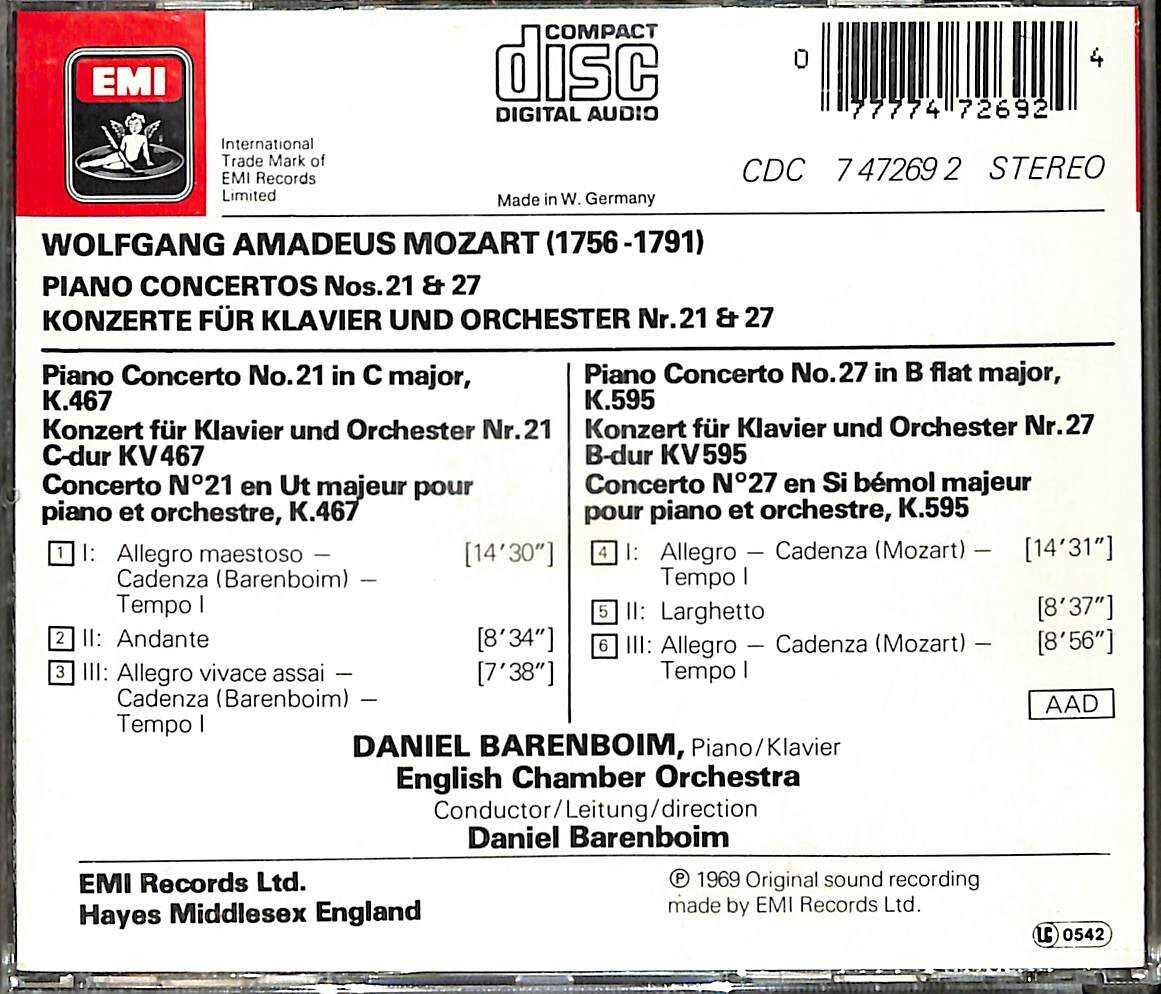 EMI
International
Trade Mark of
EMI Records
Limited
COMPACT
disc
DIGITAL AUDIO
Made in W. Germany
0 77774 72692 4
CDC 7 47269 2 STEREO
WOLFGANG AMADEUS MOZART (1756-1791)
PIANO CONCERTOS Nos.21 & 27
KONZERTE FÜR KLAVIER UND ORCHESTER Nr.21 & 27
Piano Concerto No.21 in C major,
K.467
Konzert für Klavier und Orchester Nr.21
C-dur KV467
Concerto N°21 en Ut majeur pour
piano et orchestre, K.467
1 I: Allegro maestoso – [14'30"]
Cadenza (Barenboim) –
Tempo I
2 II: Andante [8'34"]
3 III: Allegro vivace assai – [7'38"]
Cadenza (Barenboim) –
Tempo I
Piano Concerto No.27 in B flat major,
K.595
Konzert für Klavier und Orchester Nr.27
B-dur KV595
Concerto N°27 en Si bémol majeur
pour piano et orchestre, K.595
4 I: Allegro – Cadenza (Mozart) – [14'31"]
Tempo I
5 II: Larghetto [8'37"]
6 III: Allegro – Cadenza (Mozart) – [8'56"]
Tempo I
AAD
DANIEL BARENBOIM, Piano/Klavier
English Chamber Orchestra
Conductor/Leitung/direction
Daniel Barenboim
EMI Records Ltd.
Hayes Middlesex England
℗ 1969 Original sound recording
made by EMI Records Ltd.
LC 0542